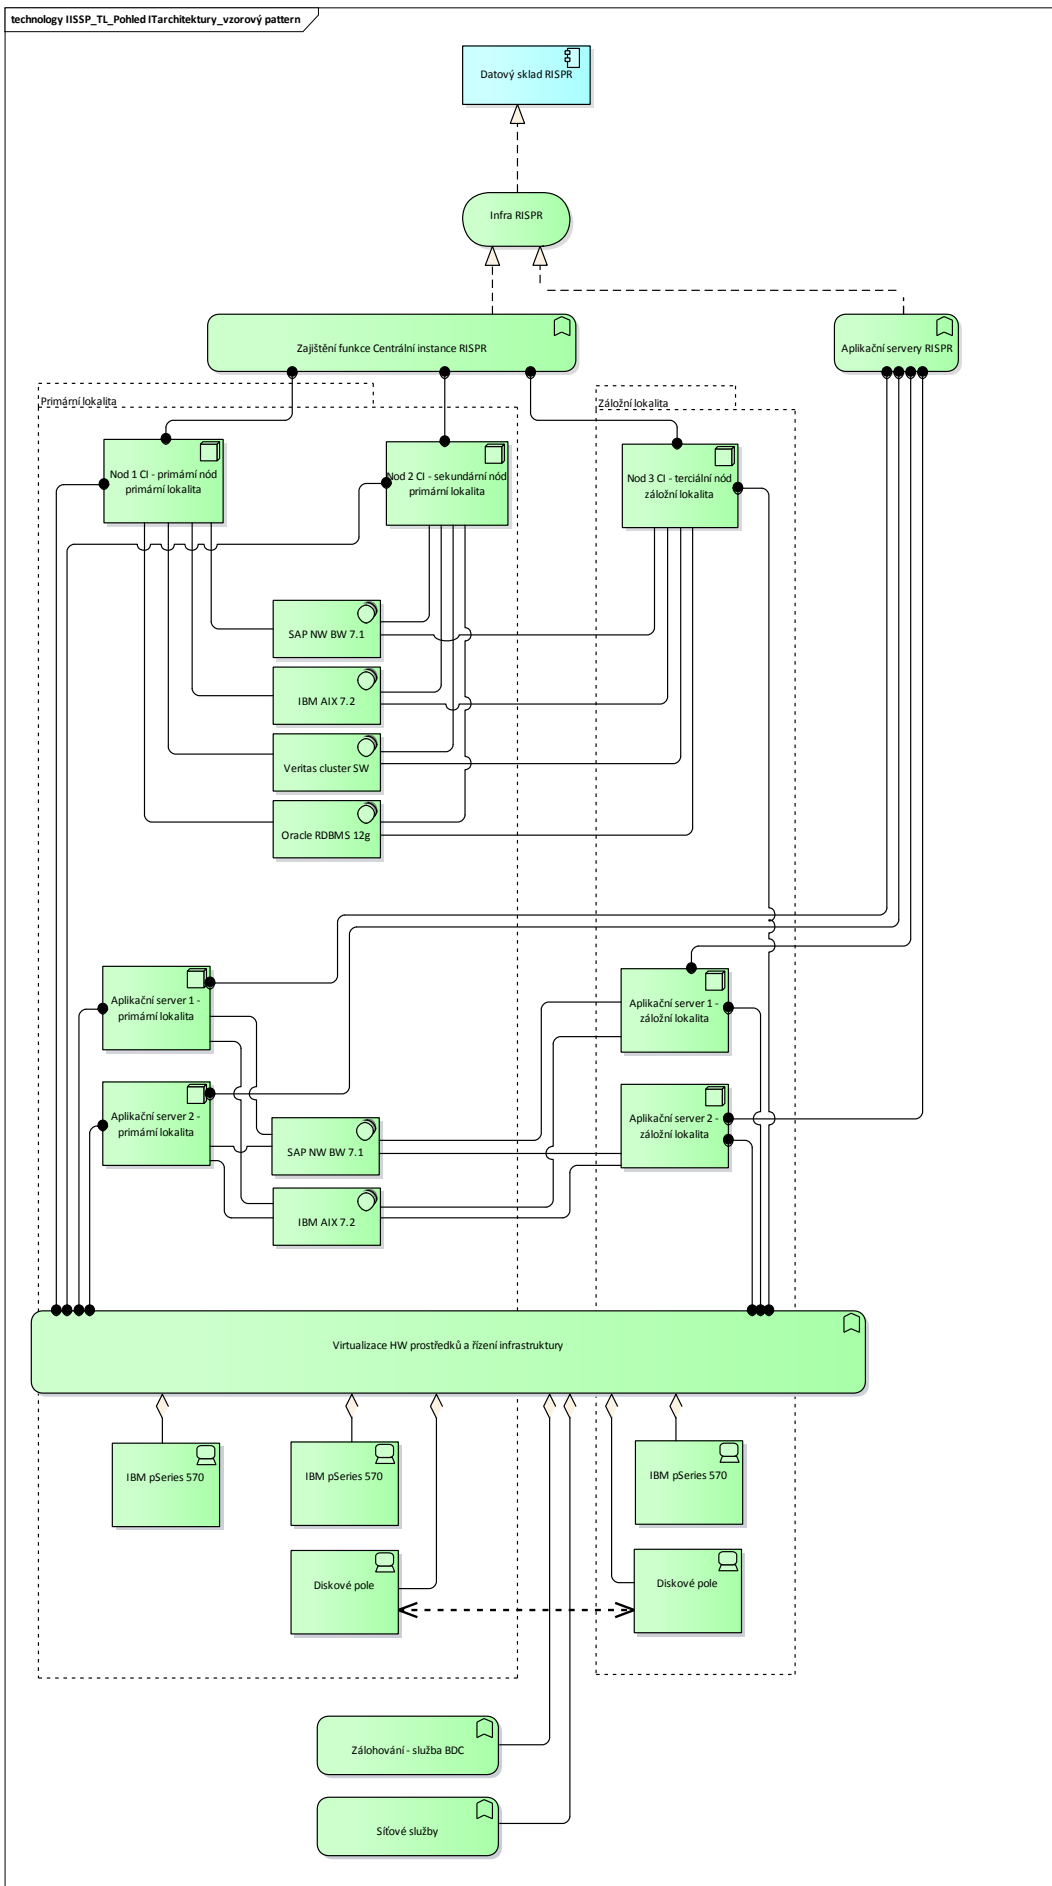 technology IISSP_TL_Pohled ITarchitektury_vzorový pattern
Datový sklad RISPR
Infra RISPR
Zajištění funkce Centrální instance RISPR
Aplikační servery RISPR
Primární lokalita
Záložní lokalita
Nod 1 CI - primární nód
primární lokalita
Nod 2 CI - sekundární nód
primární lokalita
Nod 3 CI - terciální nód
záložní lokalita
SAP NW BW 7.1
IBM AIX 7.2
Veritas cluster SW
Oracle RDBMS 12g
Aplikační server 1 -
primární lokalita
Aplikační server 1 -
záložní lokalita
Aplikační server 2 -
primární lokalita
Aplikační server 2 -
záložní lokalita
SAP NW BW 7.1
IBM AIX 7.2
Virtualizace HW prostředků a řízení infrastruktury
IBM pSeries 570
IBM pSeries 570
IBM pSeries 570
Diskové pole
Diskové pole
Zálohování - služba BDC
Síťové služby